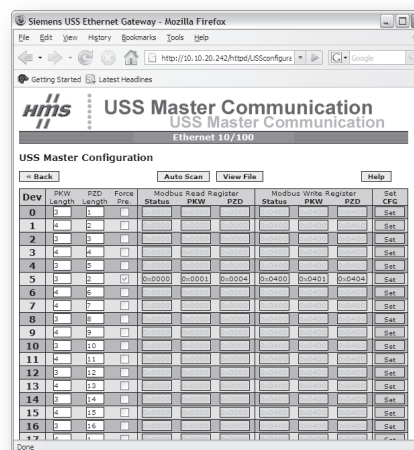 Siemens USS Ethernet Gateway - Mozilla Firefox
File Edit View History Bookmarks Tools Help
http://10.10.20.242/httpd/USSconfigura Google
Getting Started Latest Headlines
HMS USS Master Communication
USS Master Communication
Ethernet 10/100
USS Master Configuration
« Back Auto Scan View File Help
Dev PKW Length PZD Length Force Pre. Modbus Read Register Modbus Write Register Set CFG
Status PKW PZD Status PKW PZD
0 3 1 Set
1 4 2 Set
2 3 3 Set
3 4 4 Set
4 3 5 Set
5 3 2 0x0000 0x0001 0x0004 0x0400 0x0401 0x0404 Set
6 4 6 Set
7 4 7 Set
8 3 8 Set
9 4 9 Set
10 3 10 Set
11 4 11 Set
12 3 12 Set
13 4 13 Set
14 3 14 Set
15 4 15 Set
16 3 16 Set
17 4 1 Set
Done